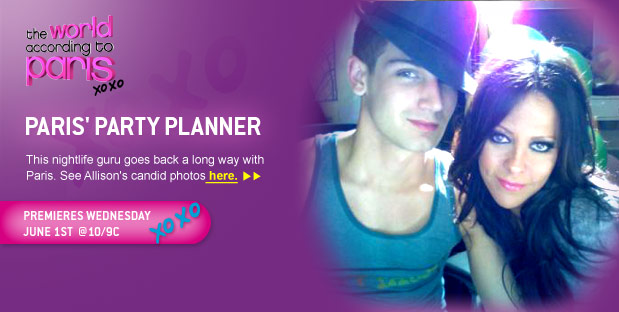 the world
according to
paris
xoxo
PARIS' PARTY PLANNER
This nightlife guru goes back a long way with
Paris. See Allison's candid photos here.
PREMIERES WEDNESDAY
JUNE 1ST @10/9C
XOXO